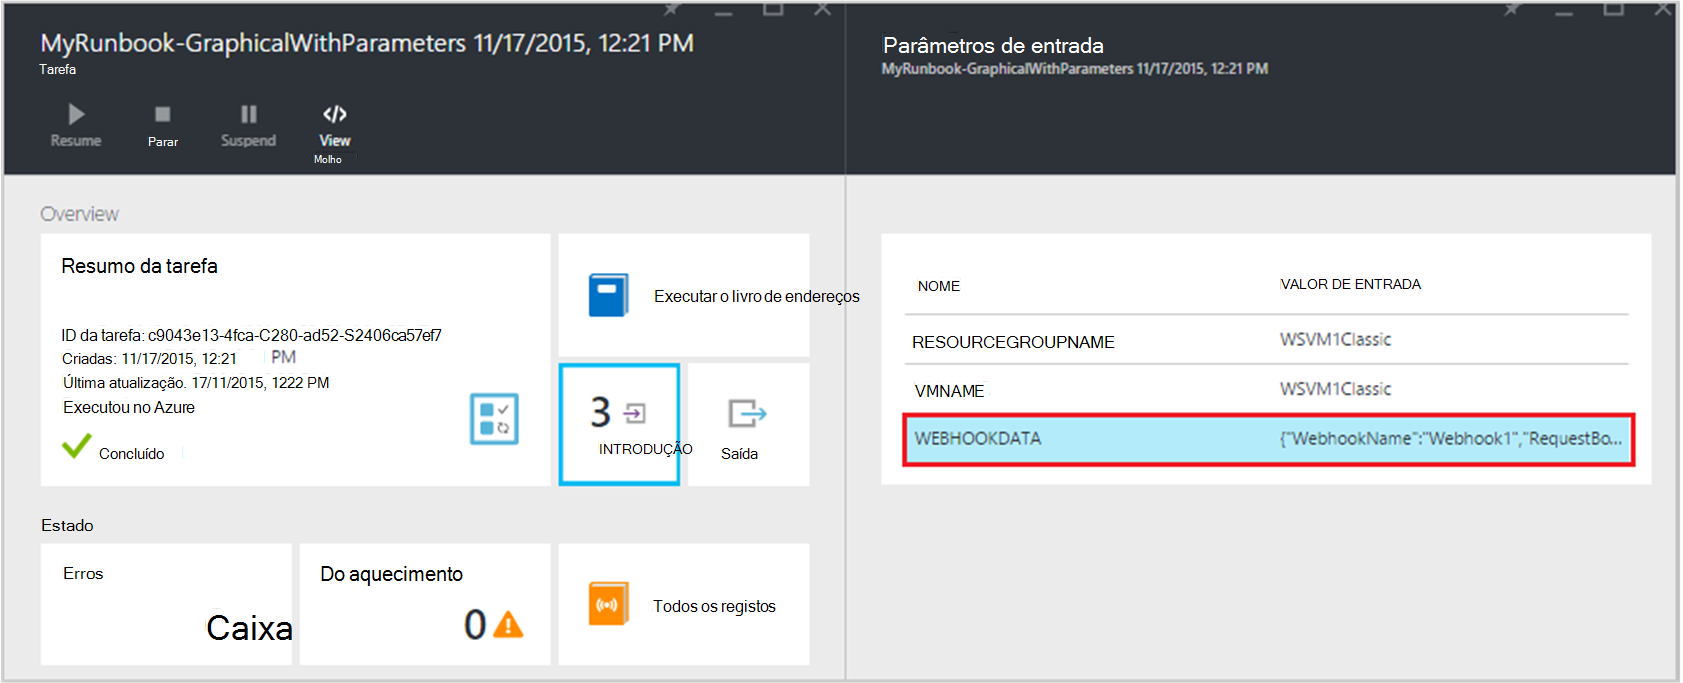 MyRunbook-GraphicalWithParameters 11/17/2015, 12:21 PM
Tarefa
Resume
Parar
Suspend
View
Molho
Overview
Resumo da tarefa
ID da tarefa: c9043e13-4fca-C280-ad52-S2406ca57ef7
Criadas: 11/17/2015, 12:21 PM
Última atualização. 17/11/2015, 1222 PM
Executou no Azure
Concluído
Executar o livro de endereços
3
INTRODUÇÃO
Saída
Estado
Erros
Caixa
Do aquecimento
0
Todos os registos
Parâmetros de entrada
MyRunbook-GraphicalWithParameters 11/17/2015, 12:21 PM
NOME VALOR DE ENTRADA
RESOURCEGROUPNAME WSVM1Classic
VMNAME WSVM1Classic
WEBHOOKDATA {"WebhookName":"Webhook1","RequestBo...